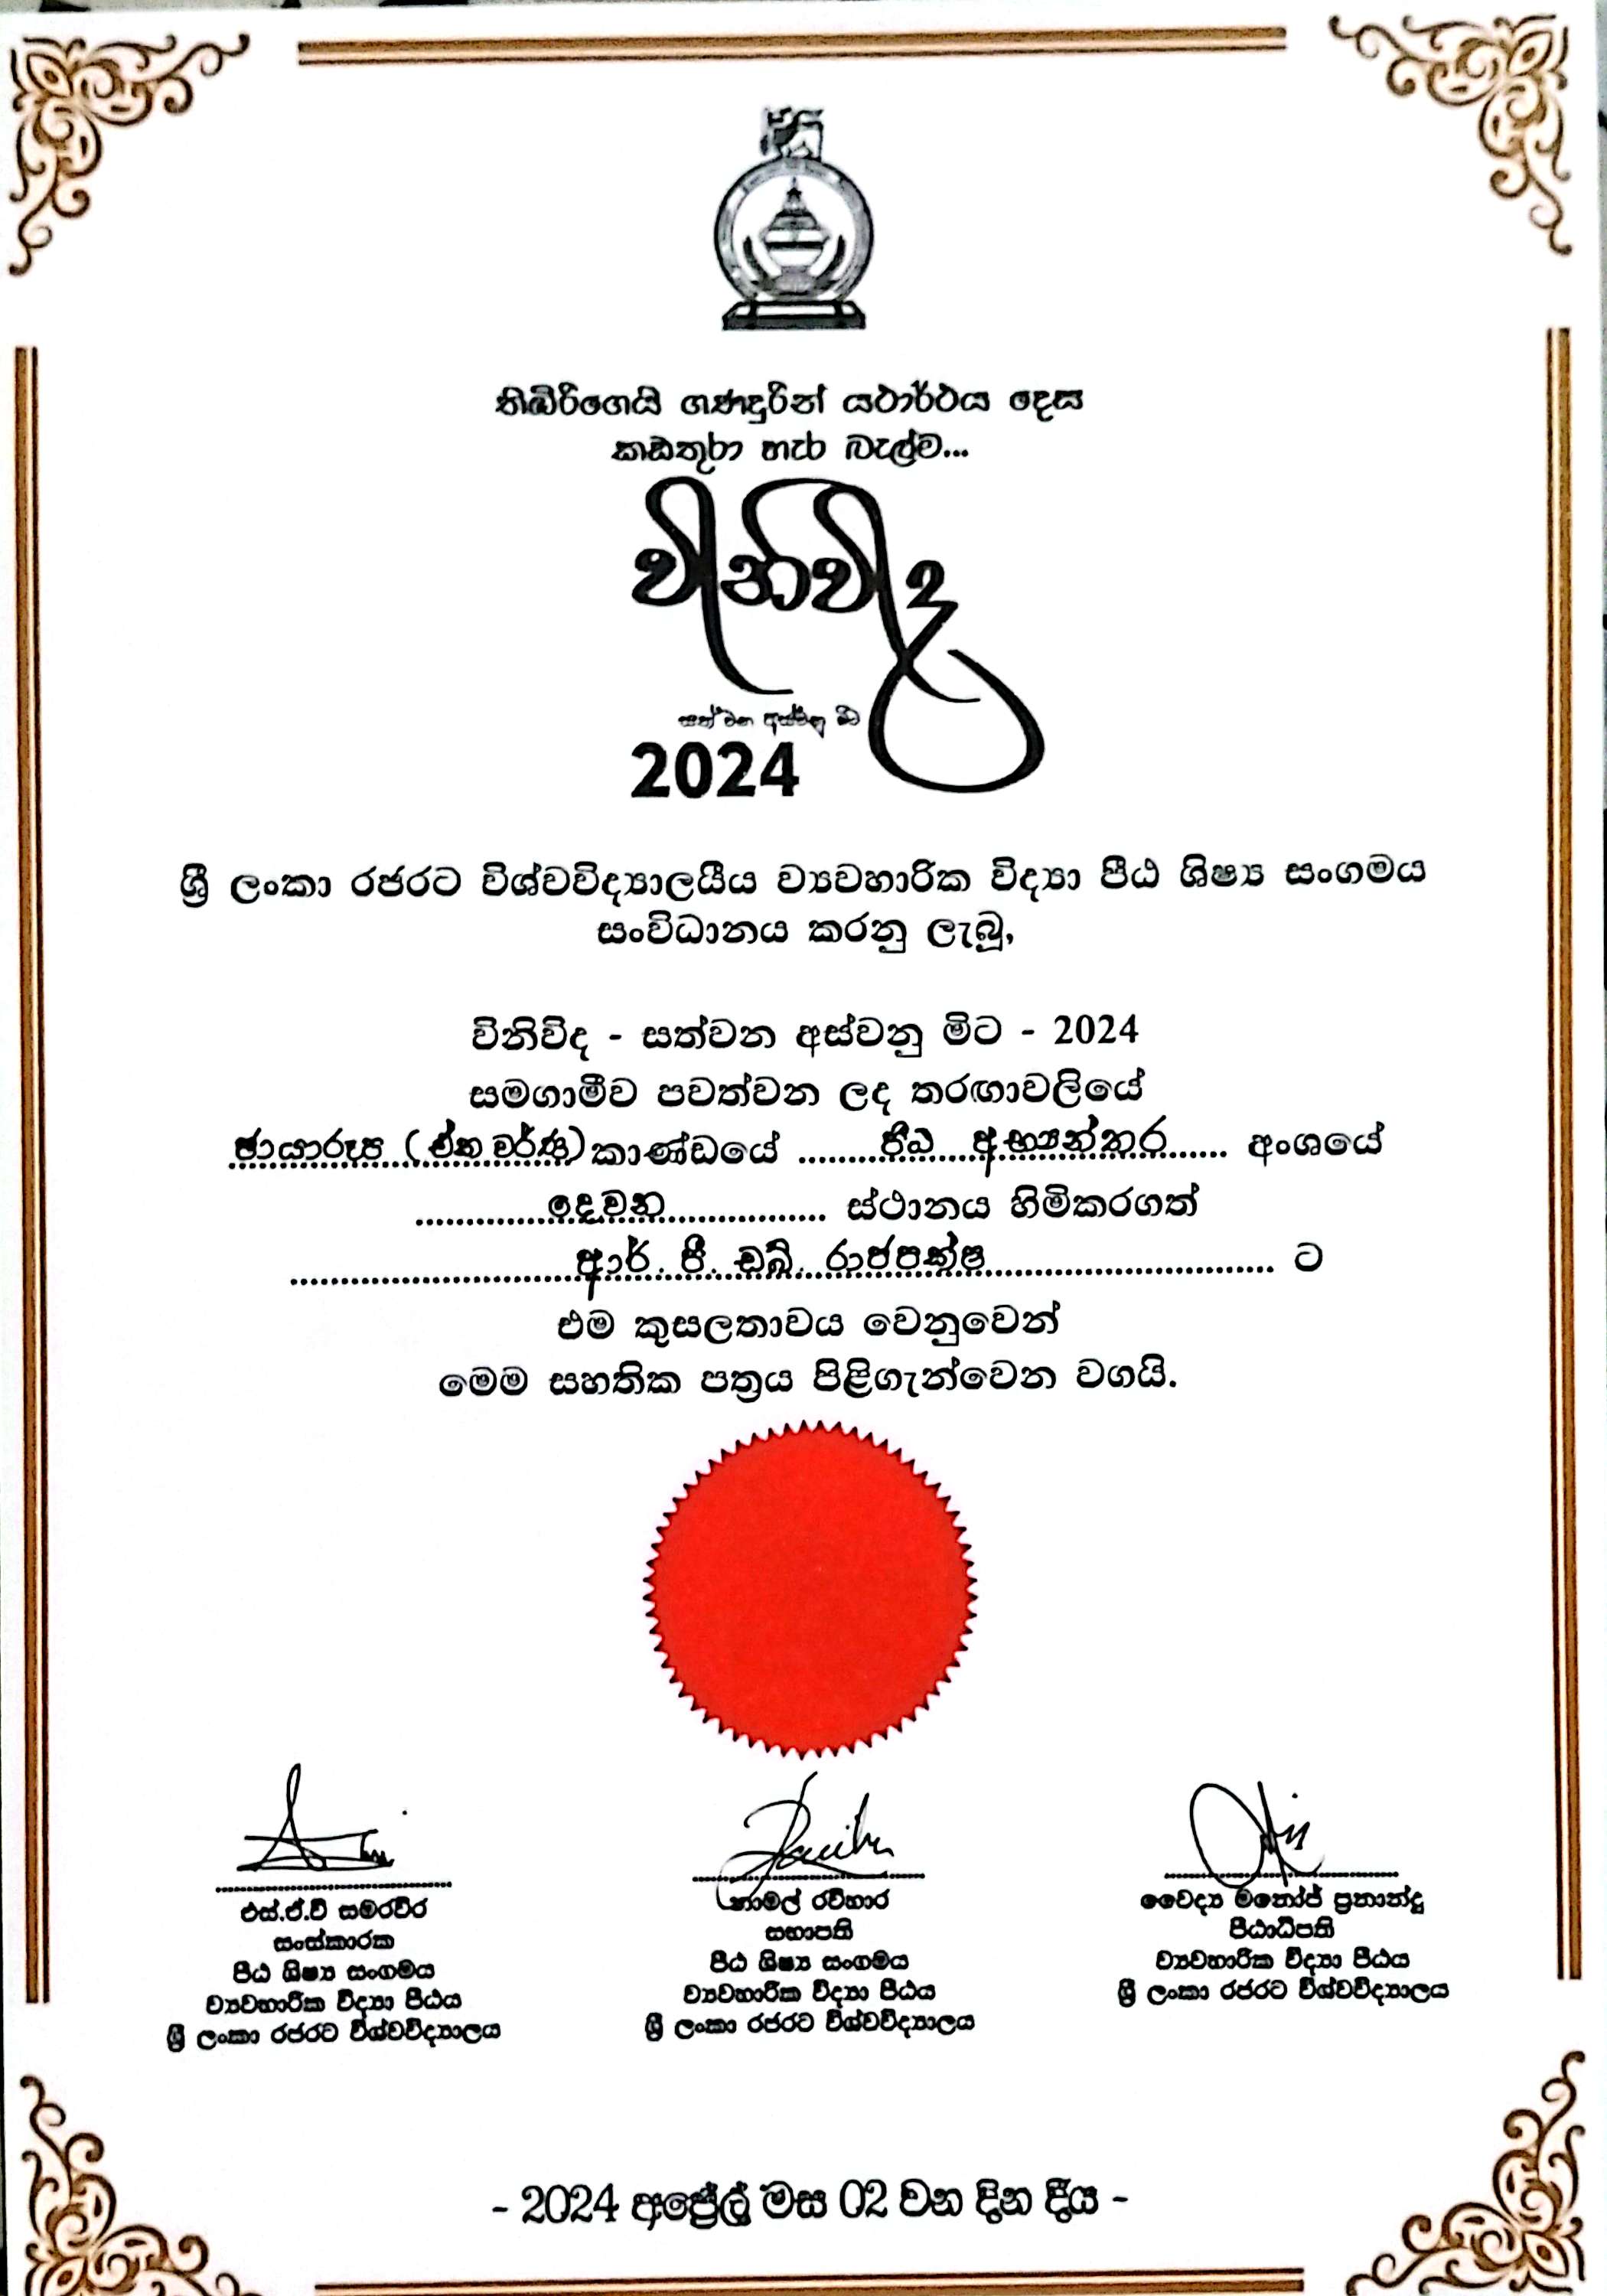 තිඹිරිගෙයි ගණදුරින් යථාර්ථය දෙස
කඩතුරා හැර බැල්ම...
විනිවිද
සත්වන අස්වනු මිට
2024
ශ්‍රී ලංකා රජරට විශ්වවිද්‍යාලයීය ව්‍යවහාරික විද්‍යා පීඨ ශිෂ්‍ය සංගමය
සංවිධානය කරනු ලැබූ,
විනිවිද - සත්වන අස්වනු මිට - 2024
සමගාමීව පවත්වන ලද තරඟාවලියේ
ඡායාරූප (ඒක වර්ණ) කාණ්ඩයේ පීඨ අභ්‍යන්තර අංශයේ
දෙවන ස්ථානය හිමිකරගත්
ආර්. පී. ඩබ්. රාජපක්ෂ ට
එම කුසලතාවය වෙනුවෙන්
මෙම සහතික පත්‍රය පිළිගැන්වෙන වගයි.
එස්.ඒ.වී සමරවීර
සංස්කාරක
පීඨ ශිෂ්‍ය සංගමය
ව්‍යවහාරික විද්‍යා පීඨය
ශ්‍රී ලංකා රජරට විශ්වවිද්‍යාලය
නාමල් රවිහාර
සභාපති
පීඨ ශිෂ්‍ය සංගමය
ව්‍යවහාරික විද්‍යා පීඨය
ශ්‍රී ලංකා රජරට විශ්වවිද්‍යාලය
වෛද්‍ය මනෝජ් ප්‍රනාන්දු
පීඨාධිපති
ව්‍යවහාරික විද්‍යා පීඨය
ශ්‍රී ලංකා රජරට විශ්වවිද්‍යාලය
- 2024 අප්‍රේල් මස 02 වන දින දීය -